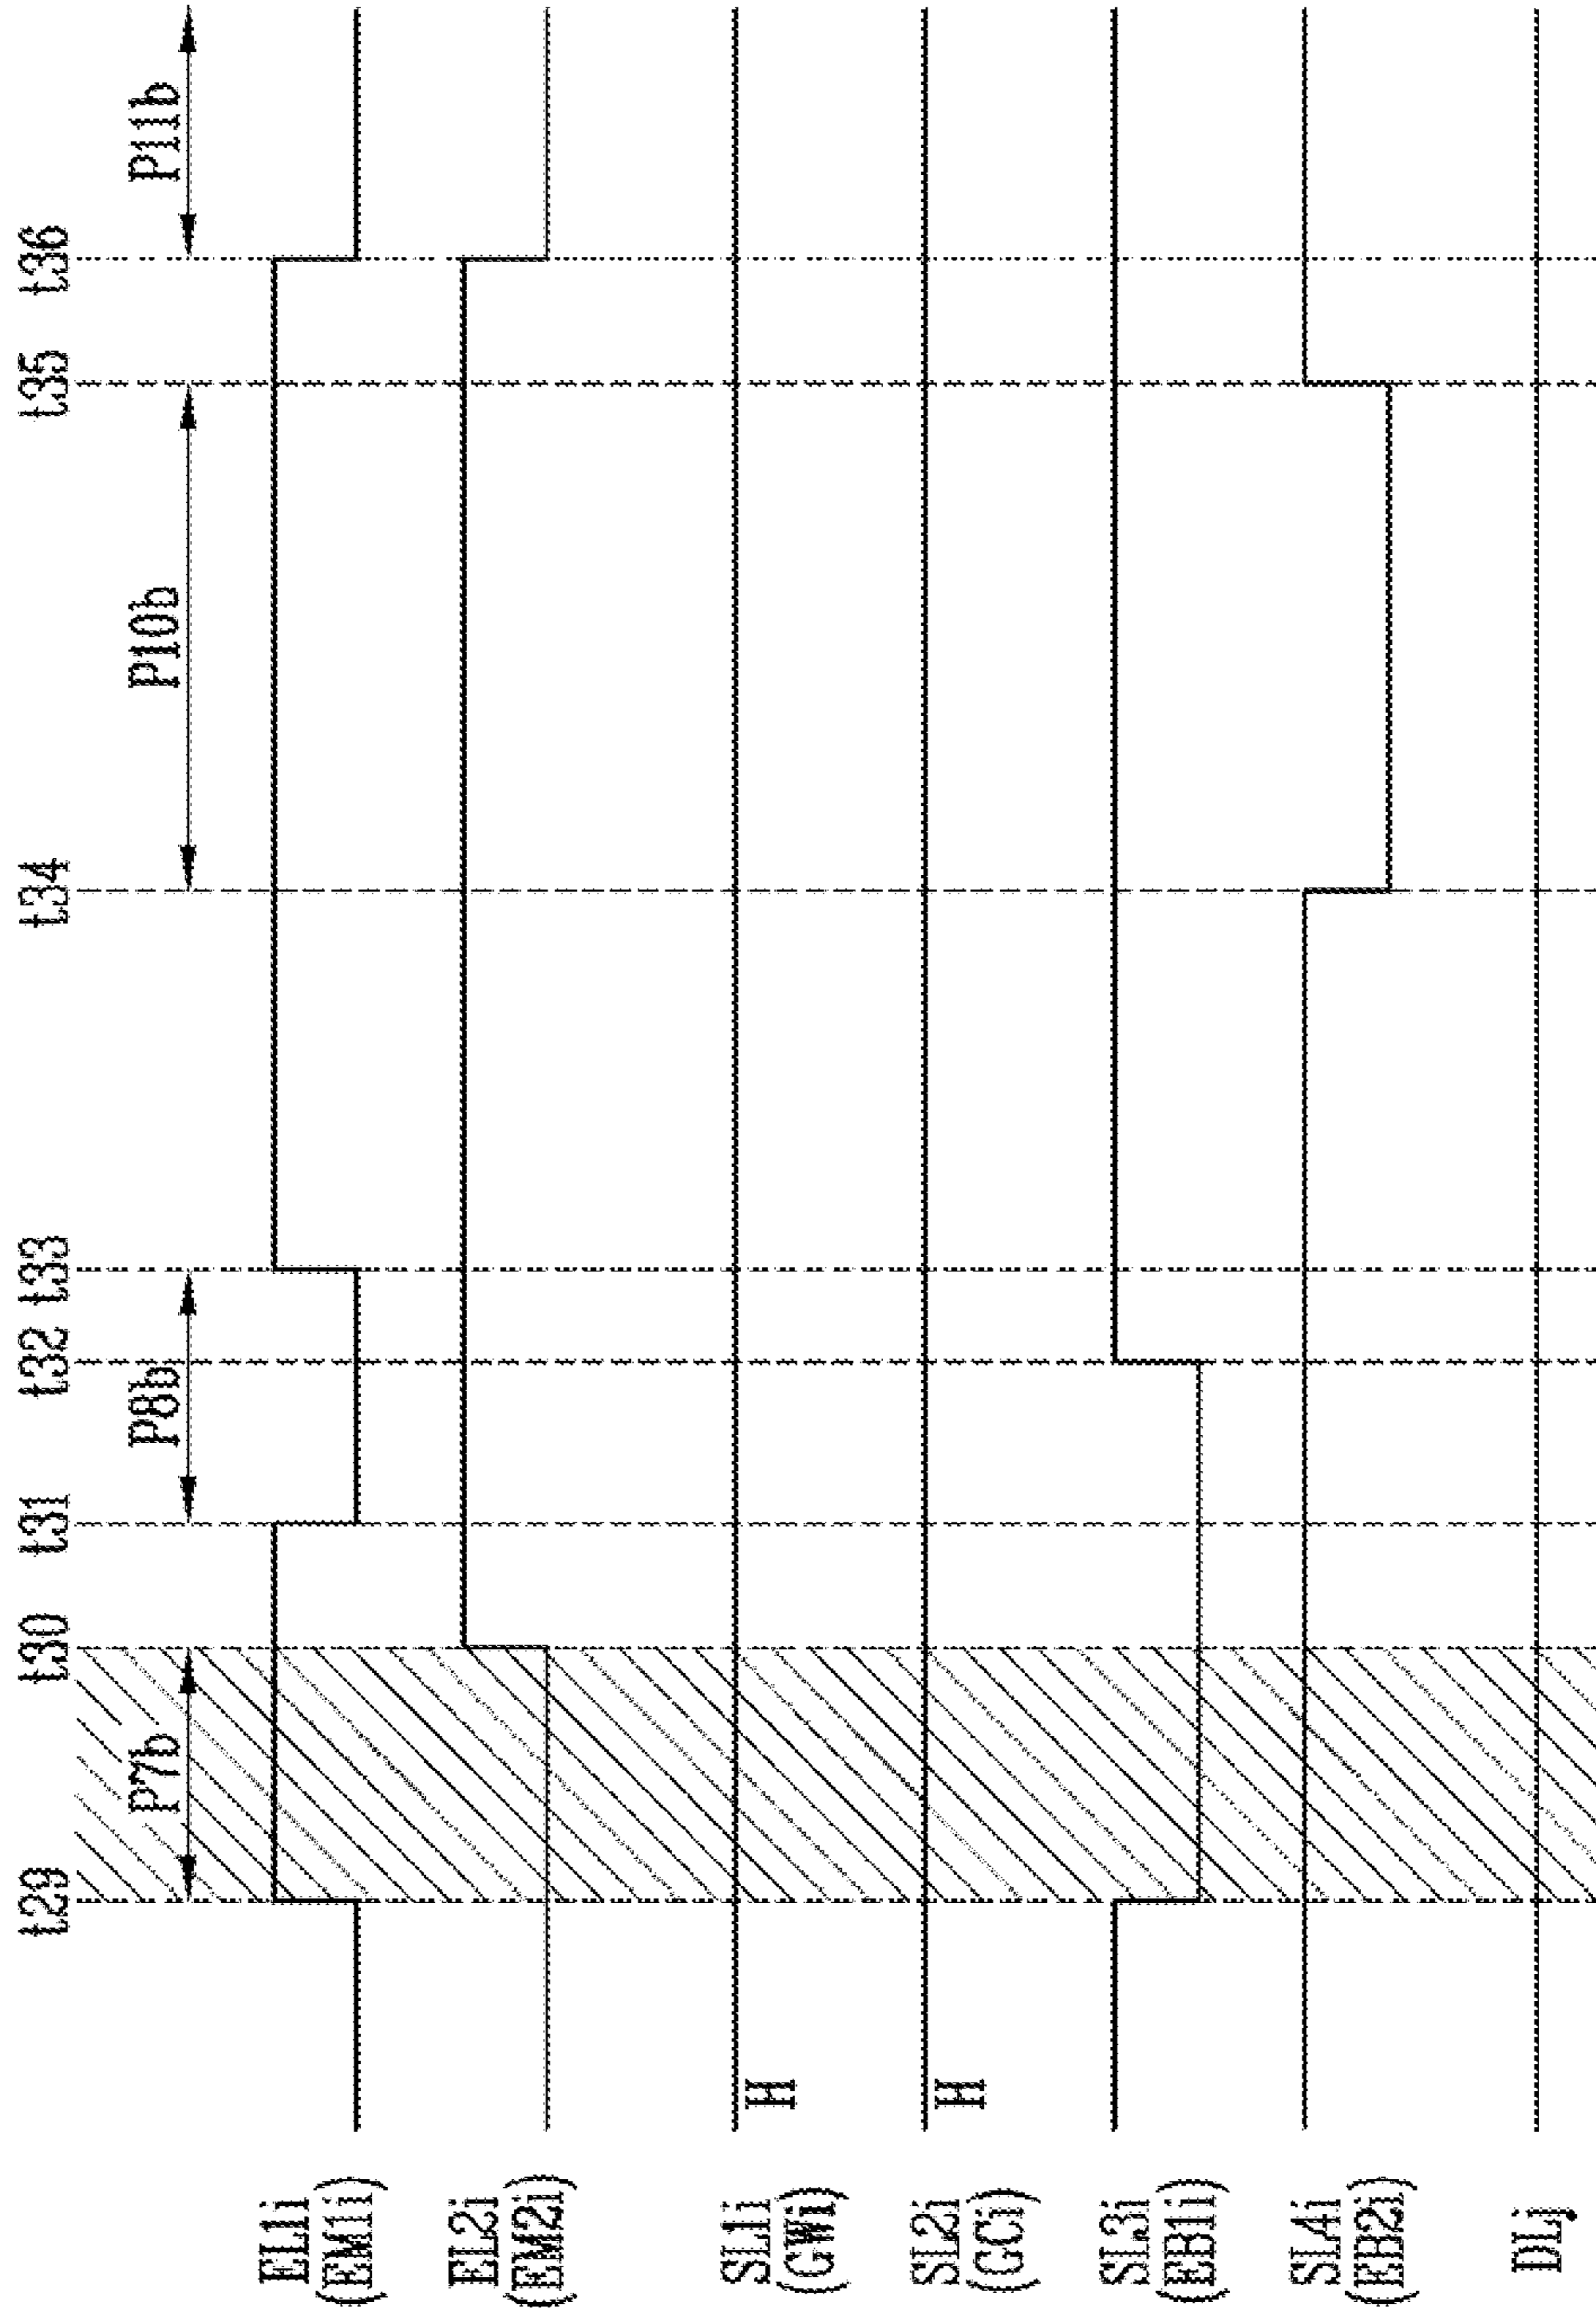 t29 t30 t31 t32 t33 t34 t35 t36
P7b P8b P10b P11b
EL1i
(EM1i)
EL2i
(EM2i)
SL1i
(GWi)
H
SL2i
(GCi)
H
SL3i
(EB1i)
SL4i
(EB2i)
DLj